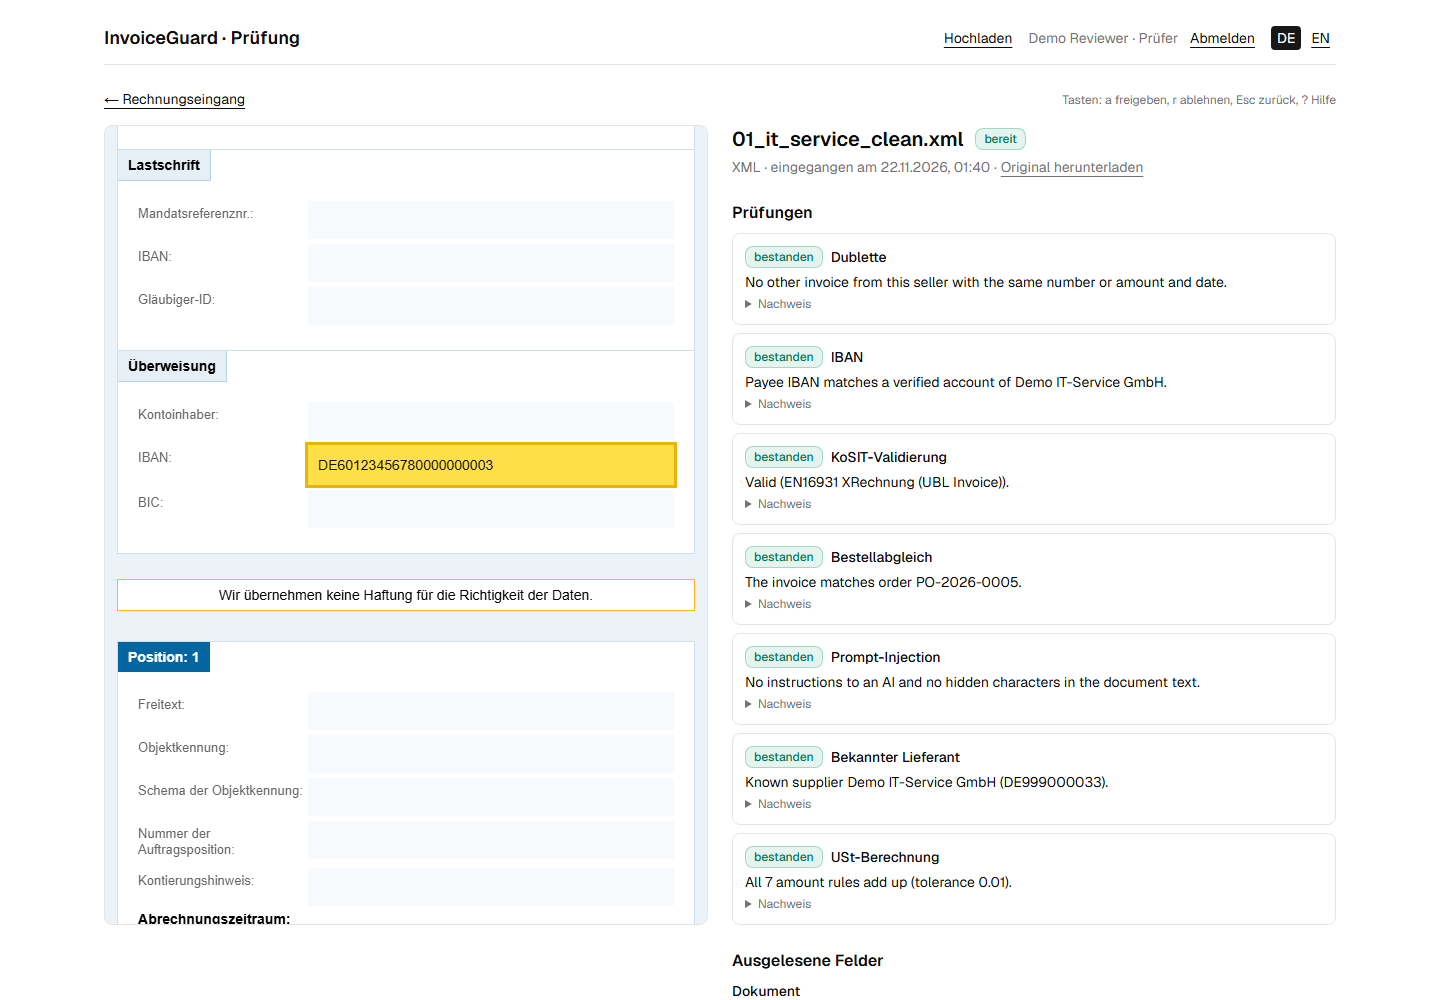 InvoiceGuard · Prüfung
Hochladen Demo Reviewer · Prüfer Abmelden DE EN
← Rechnungseingang
Tasten: a freigeben, r ablehnen, Esc zurück, ? Hilfe
Lastschrift
Mandatsreferenznr.:
IBAN:
Gläubiger-ID:
Überweisung
Kontoinhaber:
IBAN: DE60123456780000000003
BIC:
Wir übernehmen keine Haftung für die Richtigkeit der Daten.
Position: 1
Freitext:
Objektkennung:
Schema der Objektkennung:
Nummer der
Auftragsposition:
Kontierungshinweis:
Abrechnungszeitraum:
01_it_service_clean.xml bereit
XML · eingegangen am 22.11.2026, 01:40 · Original herunterladen
Prüfungen
bestanden Dublette
No other invoice from this seller with the same number or amount and date.
▶ Nachweis
bestanden IBAN
Payee IBAN matches a verified account of Demo IT-Service GmbH.
▶ Nachweis
bestanden KoSIT-Validierung
Valid (EN16931 XRechnung (UBL Invoice)).
▶ Nachweis
bestanden Bestellabgleich
The invoice matches order PO-2026-0005.
▶ Nachweis
bestanden Prompt-Injection
No instructions to an AI and no hidden characters in the document text.
▶ Nachweis
bestanden Bekannter Lieferant
Known supplier Demo IT-Service GmbH (DE999000033).
▶ Nachweis
bestanden USt-Berechnung
All 7 amount rules add up (tolerance 0.01).
▶ Nachweis
Ausgelesene Felder
Dokument